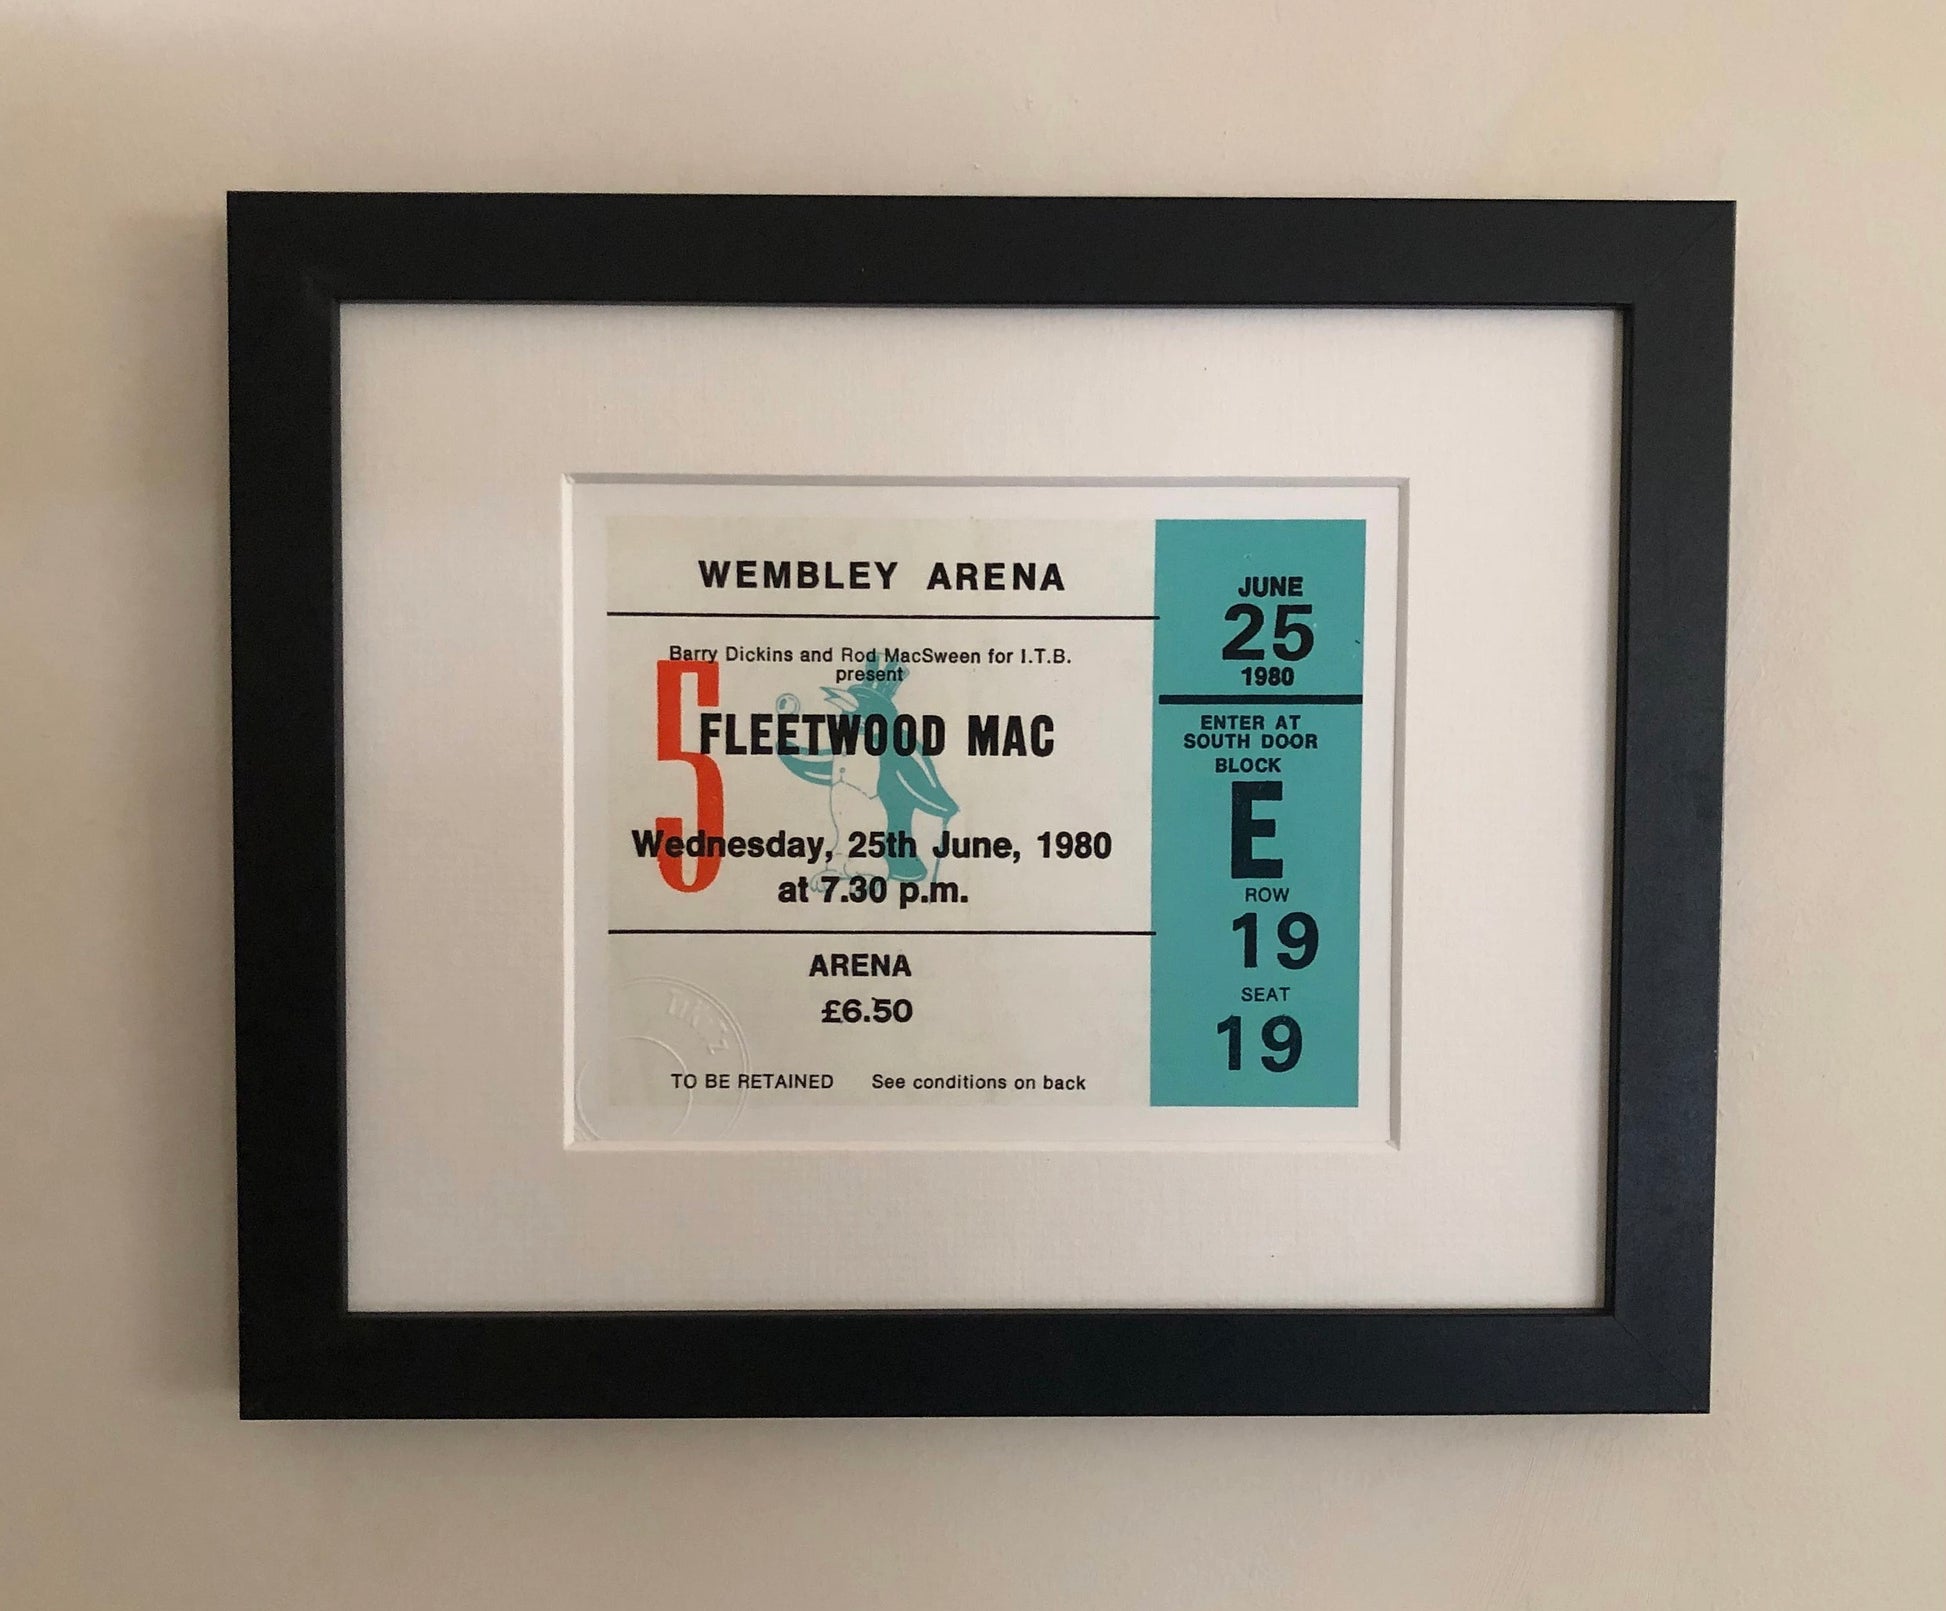 WEMBLEY ARENA
Barry Dickins and Rod MacSween for I.T.B.
present
5
FLEETWOOD MAC
Wednesday, 25th June, 1980
at 7.30 p.m.
ARENA
£6.50
TO BE RETAINED See conditions on back
JUNE
25
1980
ENTER AT
SOUTH DOOR
BLOCK
E
ROW
19
SEAT
19